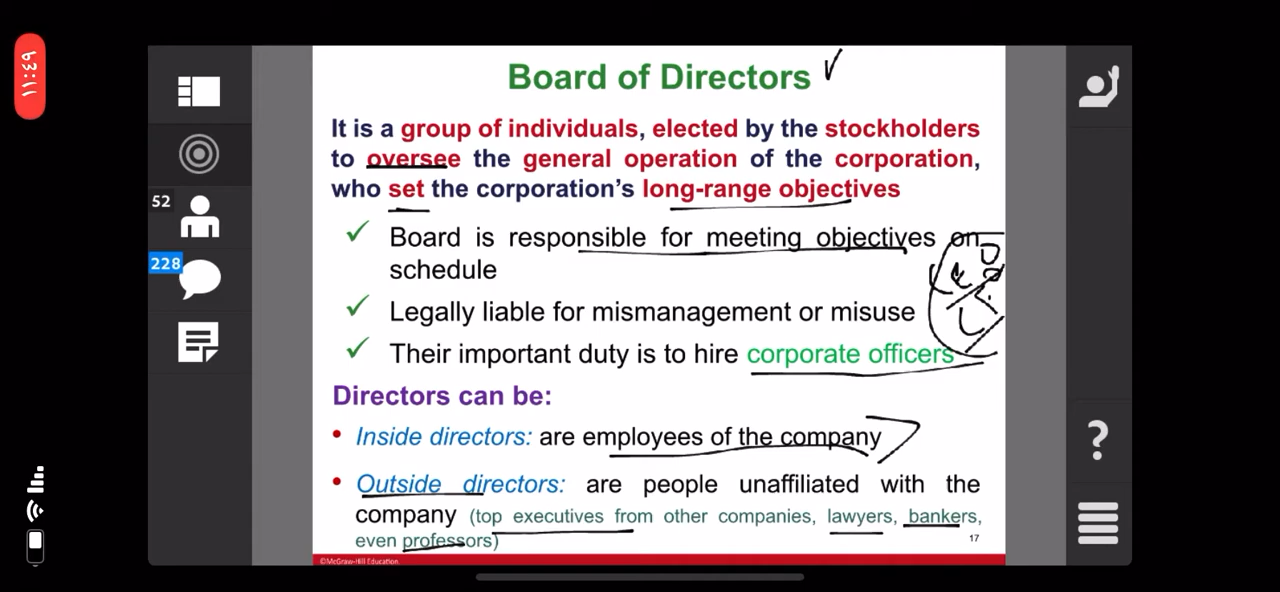 ١١:٤٩
52
228
Board of Directors
It is a group of individuals, elected by the stockholders
to oversee the general operation of the corporation,
who set the corporation's long-range objectives
✓ Board is responsible for meeting objectives on
schedule
✓ Legally liable for mismanagement or misuse
✓ Their important duty is to hire corporate officers
Directors can be:
• Inside directors: are employees of the company
• Outside directors: are people unaffiliated with the
company (top executives from other companies, lawyers, bankers,
even professors)
17
©McGraw-Hill Education.
?